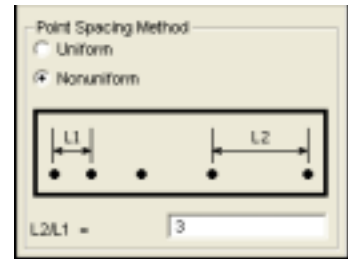 Point Spacing Method
Uniform
Nonuniform
L1 L2
L2/L1 = 3